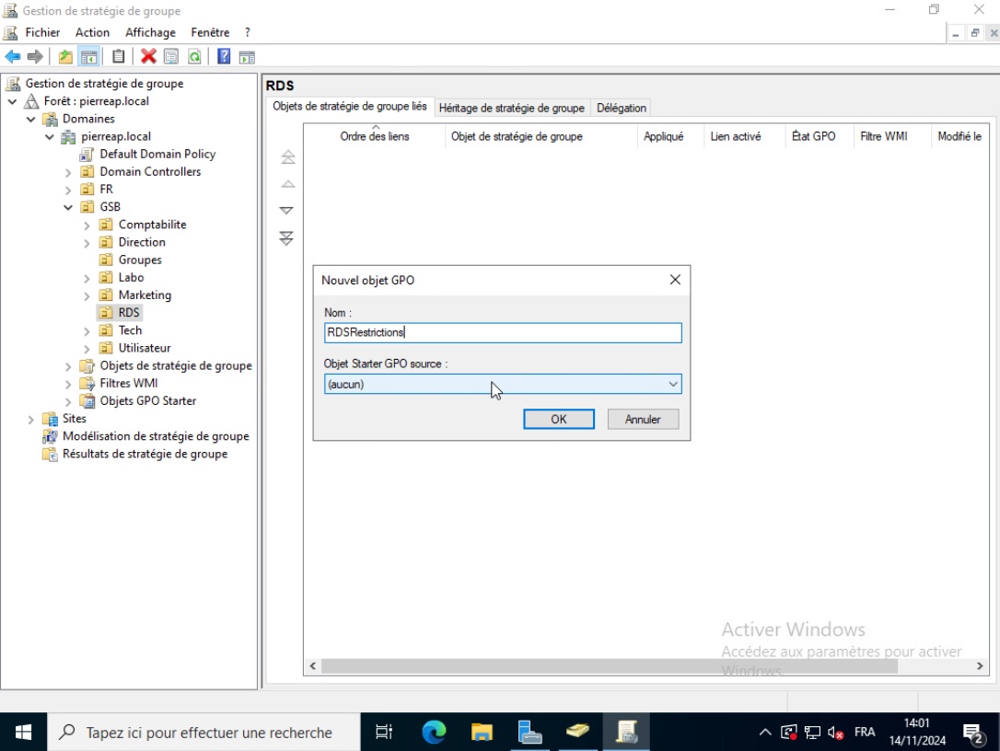 Gestion de stratégie de groupe
Fichier Action Affichage Fenêtre ?
Gestion de stratégie de groupe
Forêt : pierreap.local
Domaines
pierreap.local
Default Domain Policy
Domain Controllers
FR
GSB
Comptabilite
Direction
Groupes
Labo
Marketing
RDS
Tech
Utilisateur
Objets de stratégie de groupe
Filtres WMI
Objets GPO Starter
Sites
Modélisation de stratégie de groupe
Résultats de stratégie de groupe
RDS
Objets de stratégie de groupe liés Héritage de stratégie de groupe Délégation
Ordre des liens Objet de stratégie de groupe Appliqué Lien activé État GPO Filtre WMI Modifié le
Nouvel objet GPO
Nom :
RDSRestrictions
Objet Starter GPO source :
(aucun)
OK Annuler
Activer Windows
Accédez aux paramètres pour activer
Windows.
Tapez ici pour effectuer une recherche
FRA
14:01
14/11/2024
2